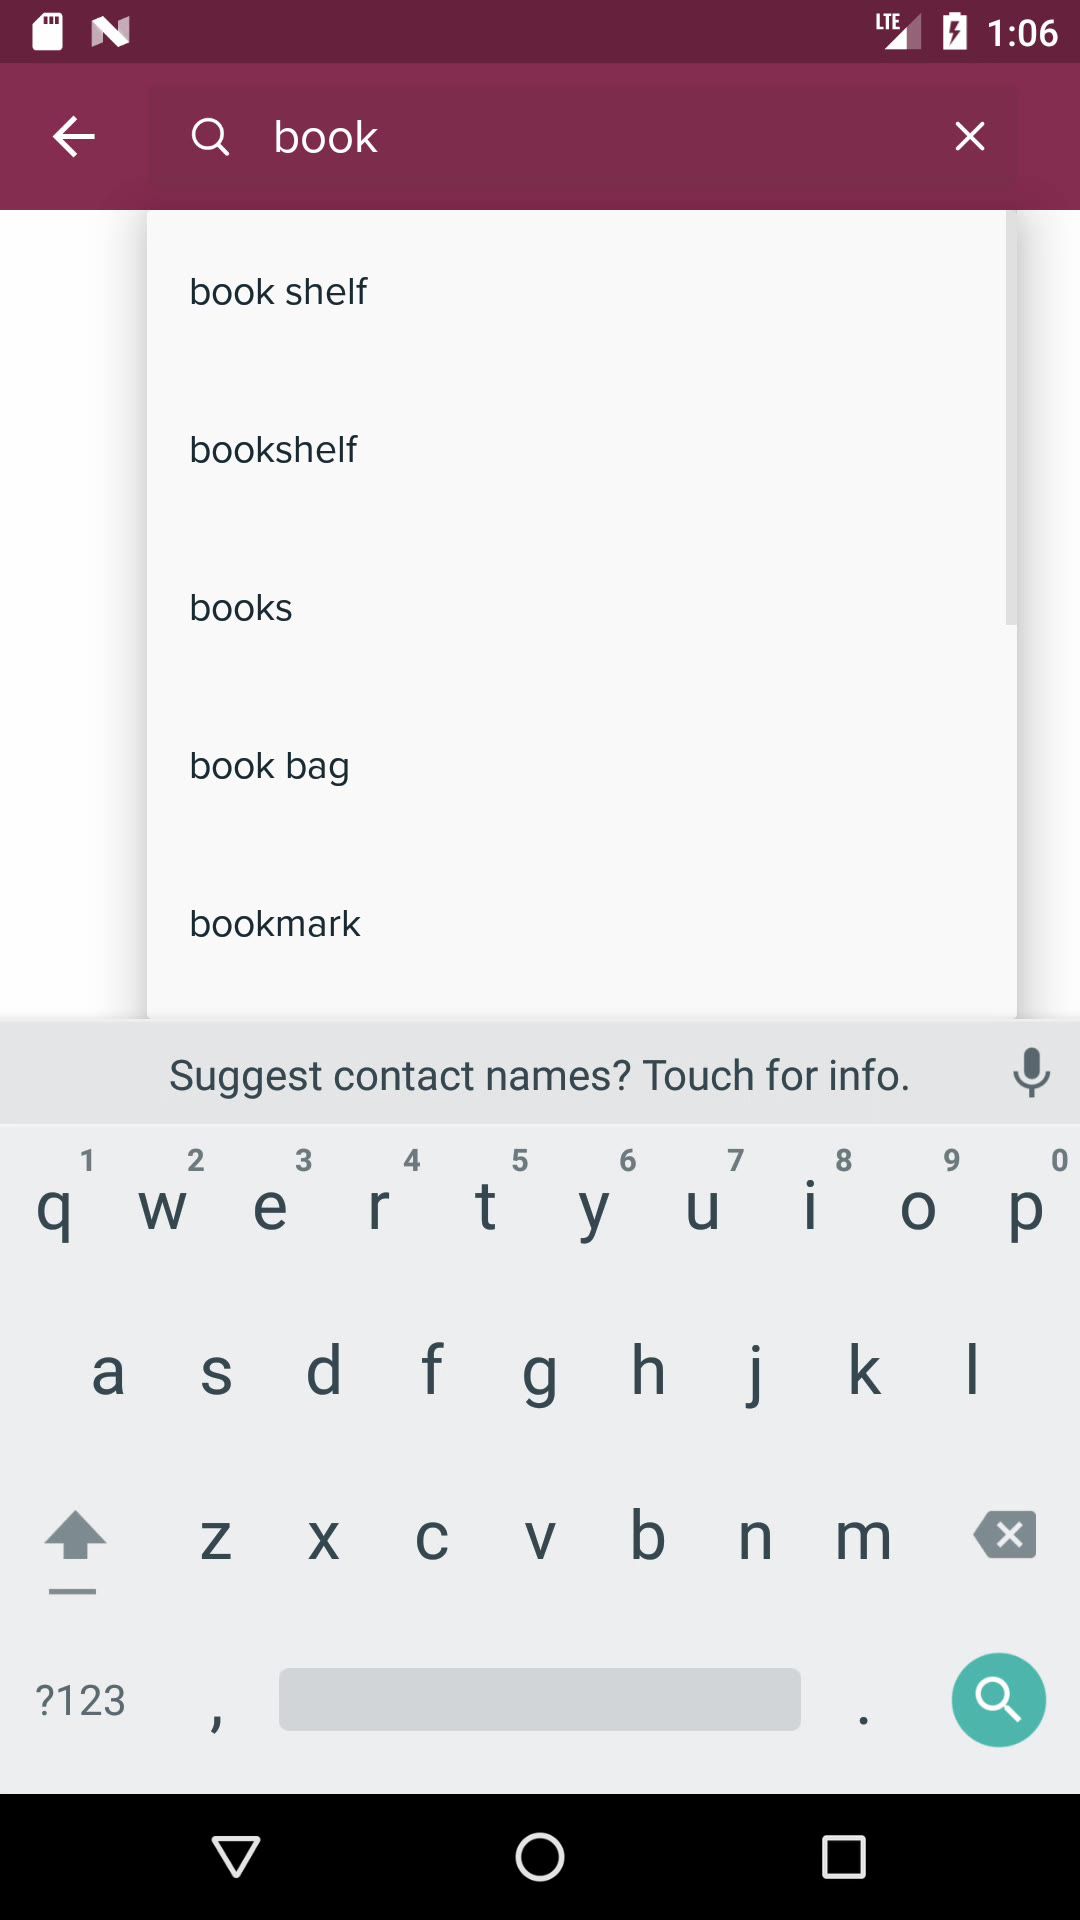 LTE 1:06
book
book shelf
bookshelf
books
book bag
bookmark
Suggest contact names? Touch for info.
1 2 3 4 5 6 7 8 9 0
q w e r t y u i o p
a s d f g h j k l
z x c v b n m
?123 , .